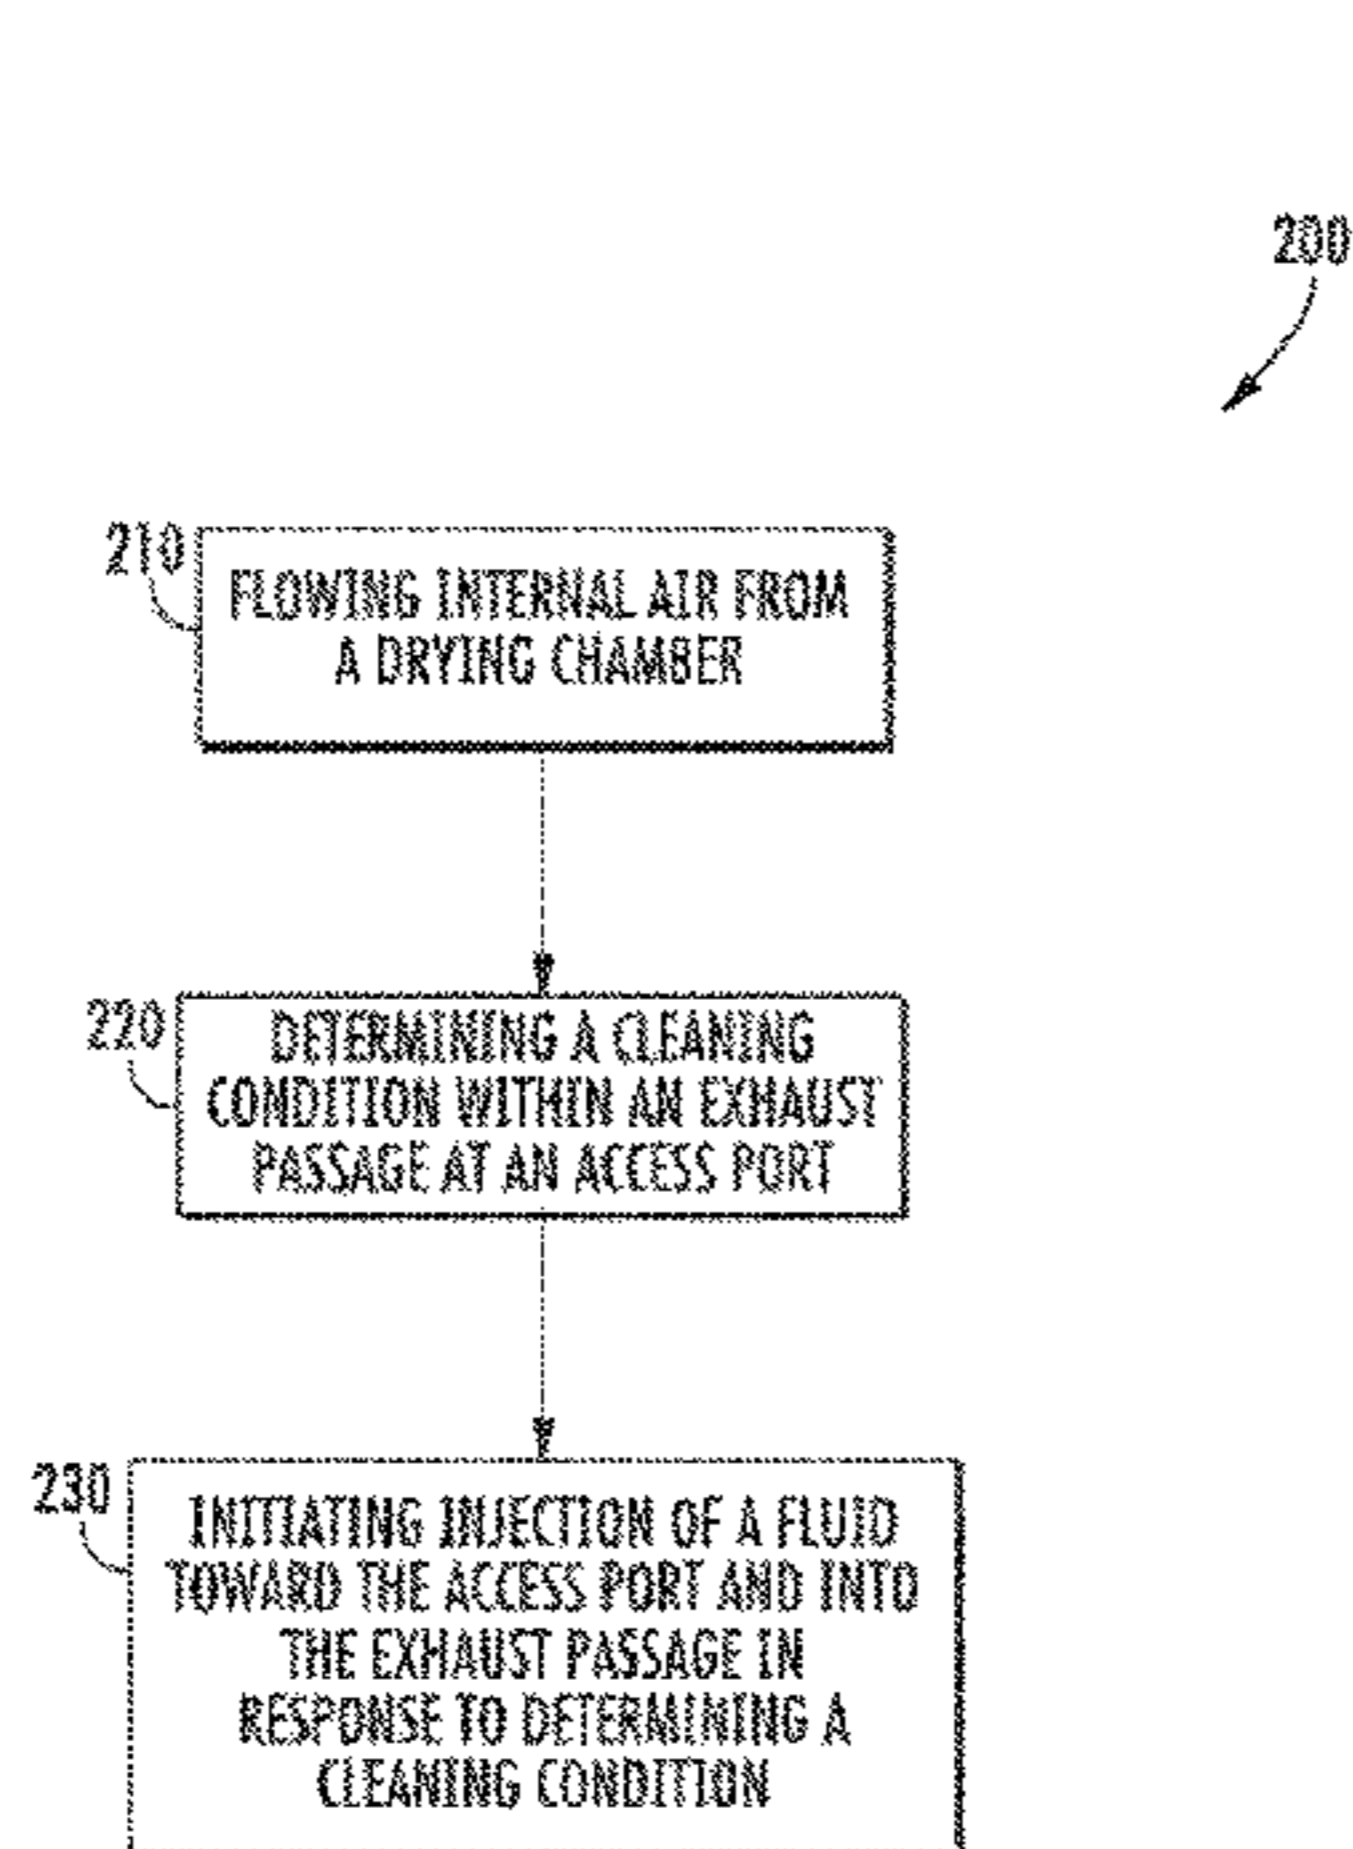 200
210
FLOWING INTERNAL AIR FROM
A DRYING CHAMBER
220
DETERMINING A CLEANING
CONDITION WITHIN AN EXHAUST
PASSAGE AT AN ACCESS PORT
230
INITIATING INJECTION OF A FLUID
TOWARD THE ACCESS PORT AND INTO
THE EXHAUST PASSAGE IN
RESPONSE TO DETERMINING A
CLEANING CONDITION